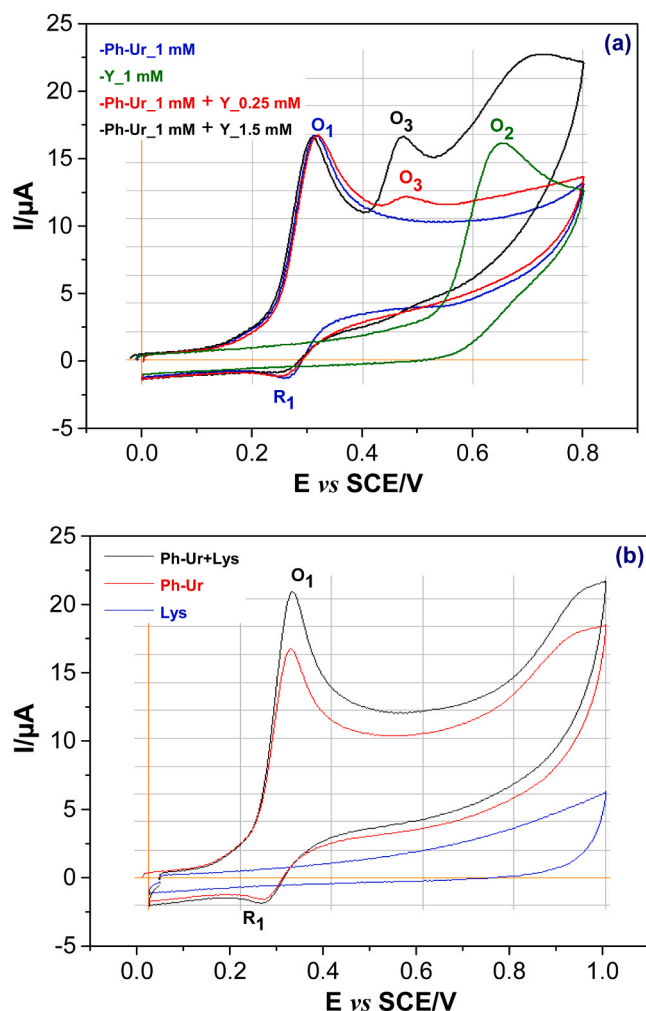 (a)
-Ph-Ur_1 mM
-Y_1 mM
-Ph-Ur_1 mM + Y_0.25 mM
-Ph-Ur_1 mM + Y_1.5 mM
O1
O3
O2
O3
R1
25
20
15
10
5
0
-5
I/µA
0.0 0.2 0.4 0.6 0.8
E vs SCE/V
(b)
Ph-Ur+Lys
Ph-Ur
Lys
O1
R1
25
20
15
10
5
0
-5
I/µA
0.0 0.2 0.4 0.6 0.8 1.0
E vs SCE/V